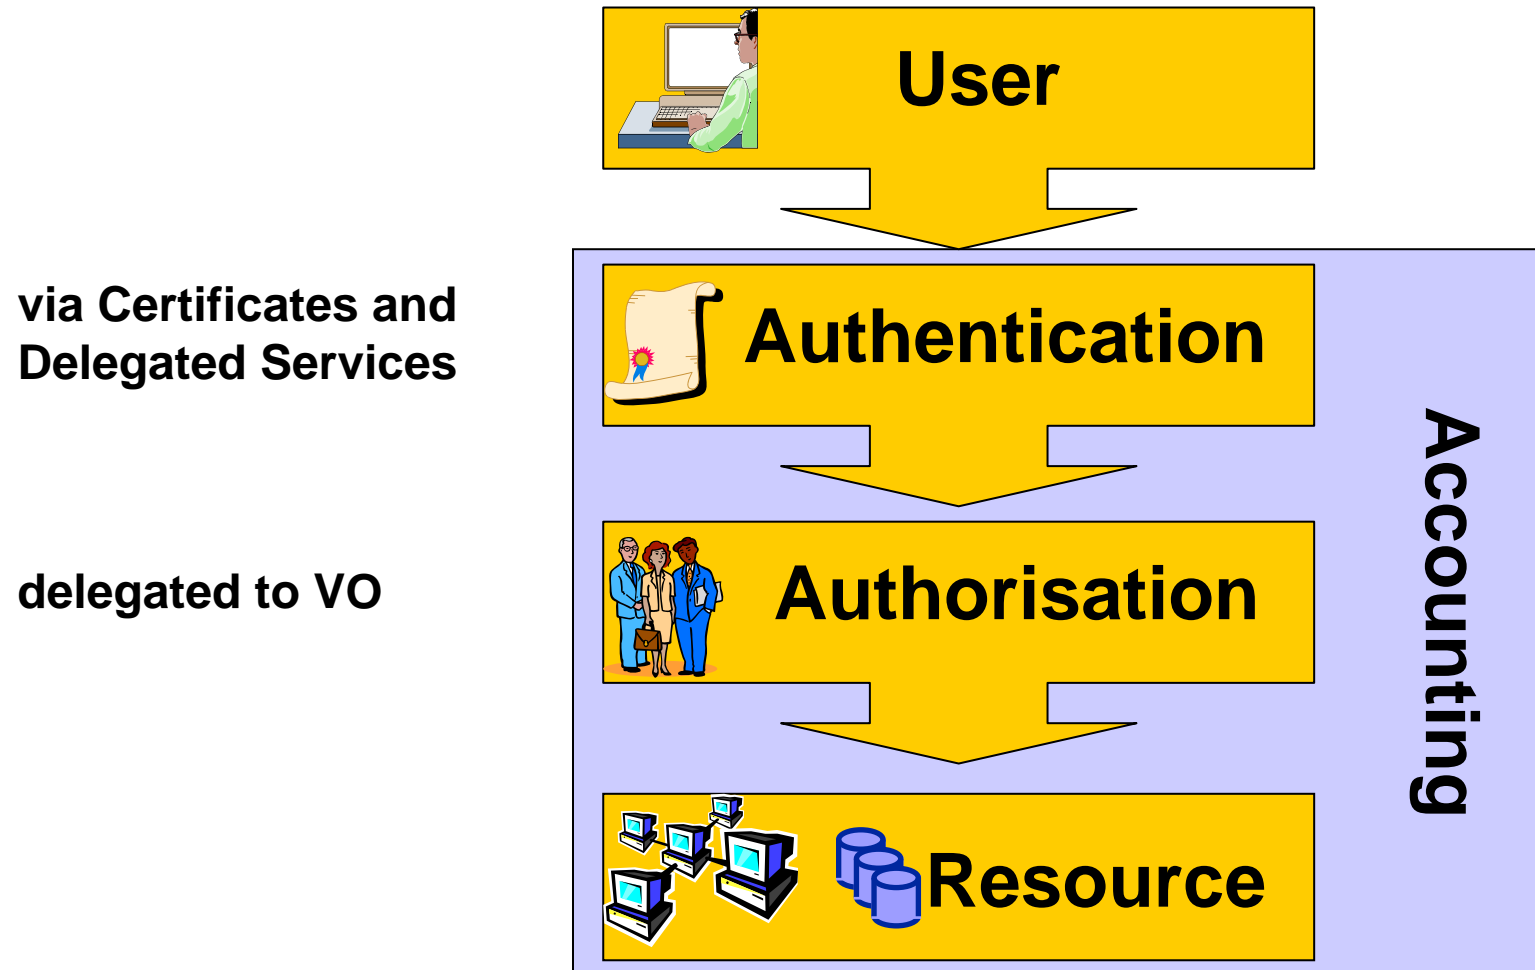 User
via Certificates and
Delegated Services
Authentication
Accounting
delegated to VO
Authorisation
Resource